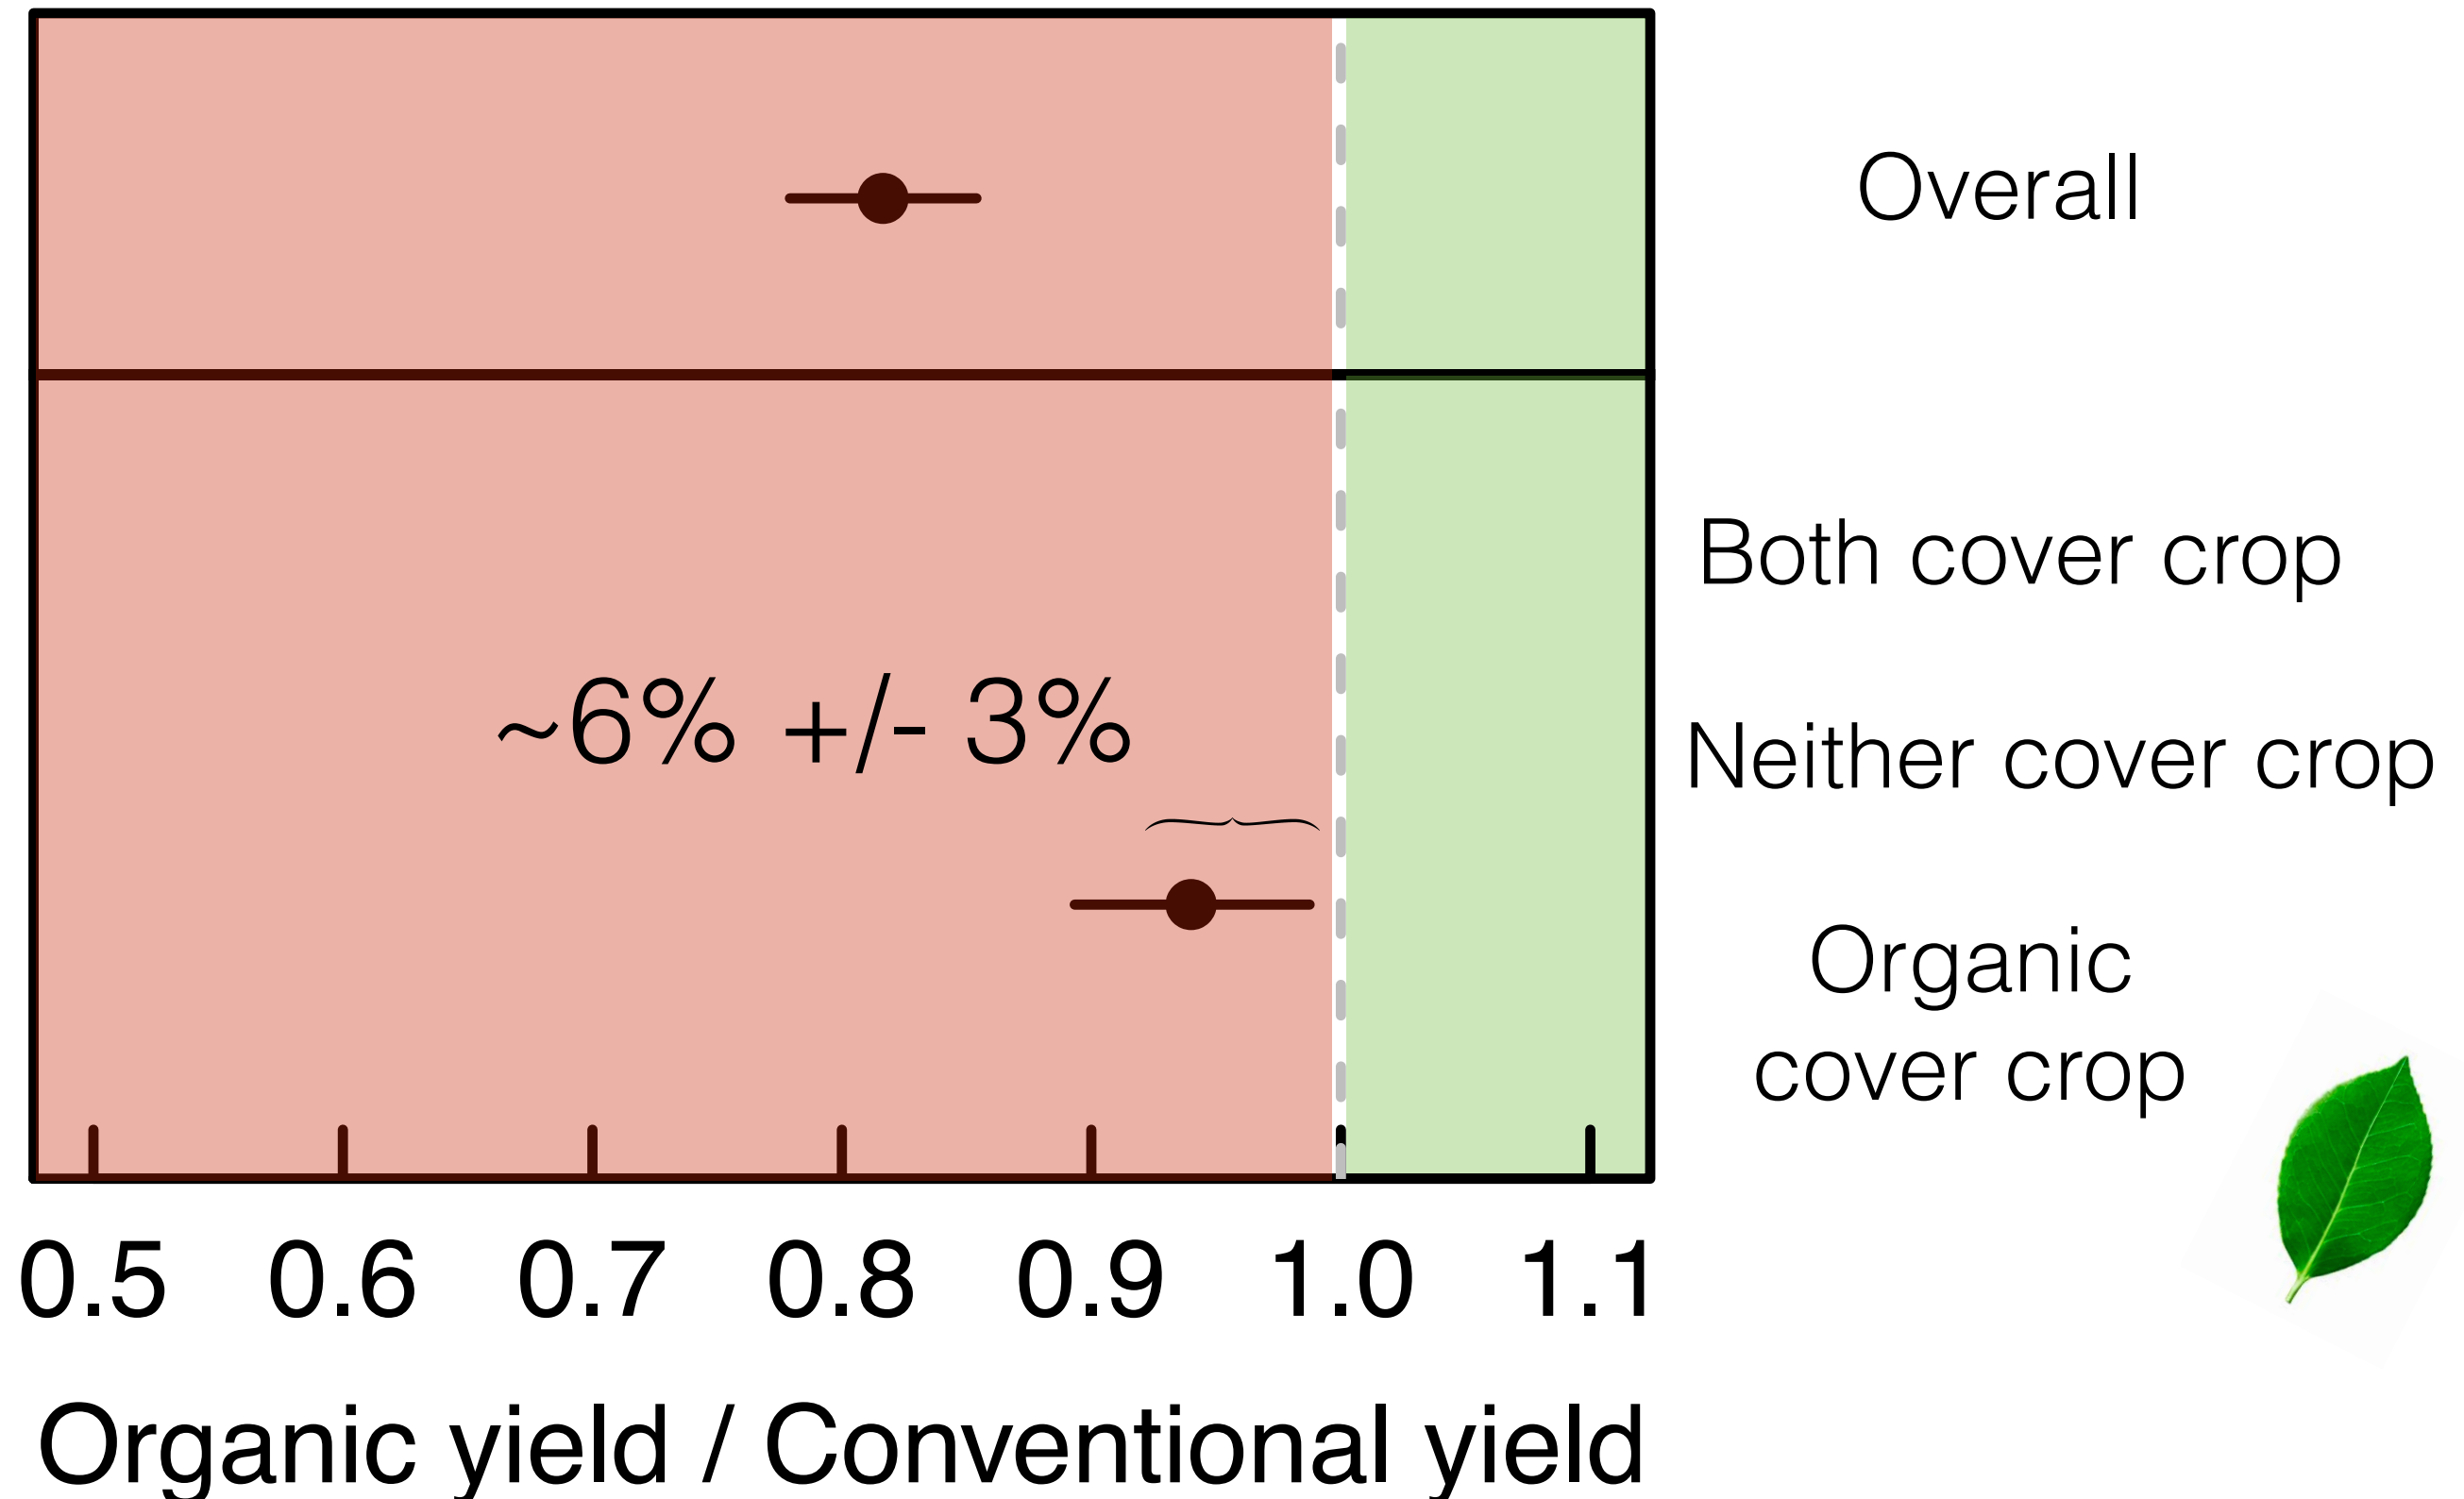 Overall
Both cover crop
~6% +/- 3%
Neither cover crop
Organic
cover crop
0.5 0.6 0.7 0.8 0.9 1.0 1.1
Organic yield / Conventional yield